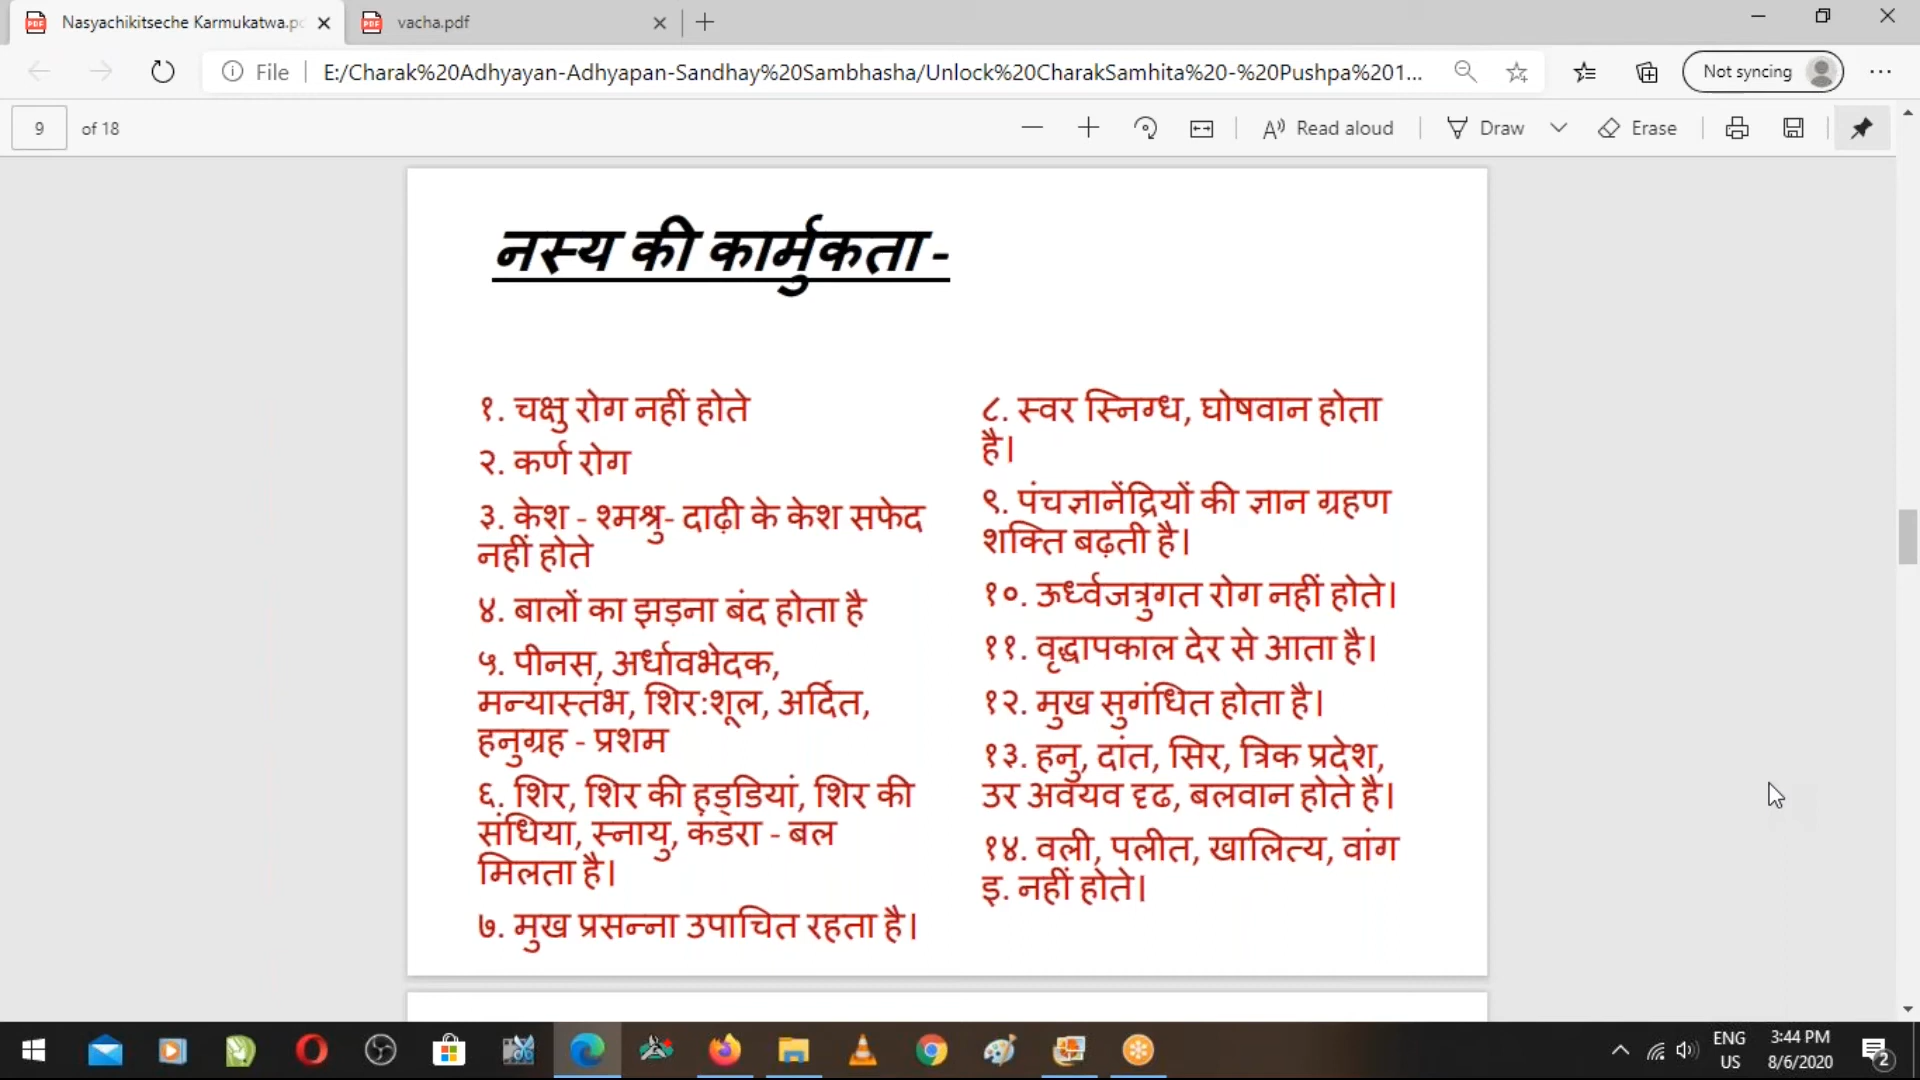 Nasyachikitseche Karmukatwa.p
vacha.pdf
File
E:/Charak%20Adhyayan-Adhyapan-Sandhay%20Sambhasha/Unlock%20CharakSamhita%20-%20Pushpa%201...
Not syncing
9 of 18
Read aloud
Draw
Erase
नस्य की कार्मुकता -
१. चक्षु रोग नहीं होते
२. कर्ण रोग
३. केश - श्मश्रु- दाढ़ी के केश सफेद
नहीं होते
४. बालों का झड़ना बंद होता है
५. पीनस, अर्धावभेदक,
मन्यास्तंभ, शिर:शूल, अर्दित,
हनुग्रह - प्रशम
६. शिर, शिर की हड्डियां, शिर की
संधिया, स्नायु, कंडरा - बल
मिलता है।
७. मुख प्रसन्ना उपाचित रहता है।
८. स्वर स्निग्ध, घोषवान होता
है।
९. पंचज्ञानेंद्रियों की ज्ञान ग्रहण
शक्ति बढ़ती है।
१०. ऊर्ध्वजत्रुगत रोग नहीं होते।
११. वृद्धापकाल देर से आता है।
१२. मुख सुगंधित होता है।
१३. हनु, दांत, सिर, त्रिक प्रदेश,
उर अवयव दृढ, बलवान होते है।
१४. वली, पलीत, खालित्य, वांग
इ. नहीं होते।
ENG
US
3:44 PM
8/6/2020
2